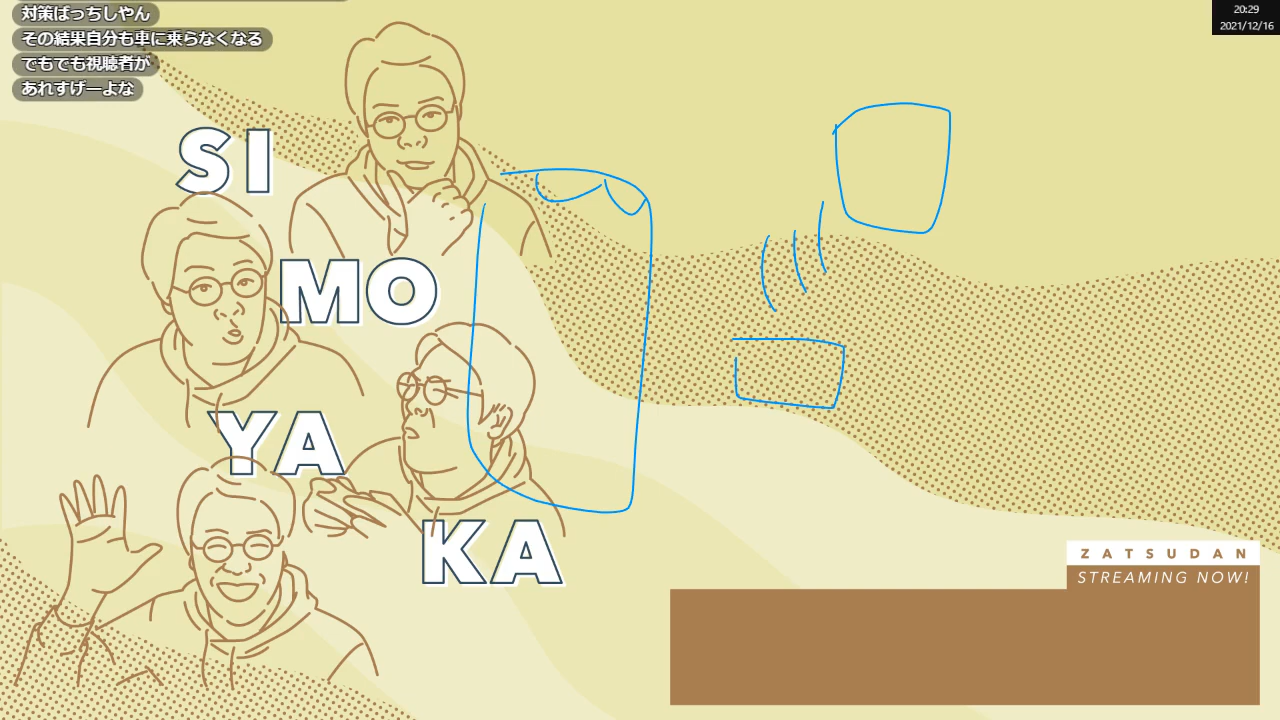 対策ばっちしやん
その結果自分も車に乗らなくなる
でもでも視聴者が
あれすげーよな
20:29
2021/12/16
SI
MO
YA
KA
ZATSUDAN
STREAMING NOW!